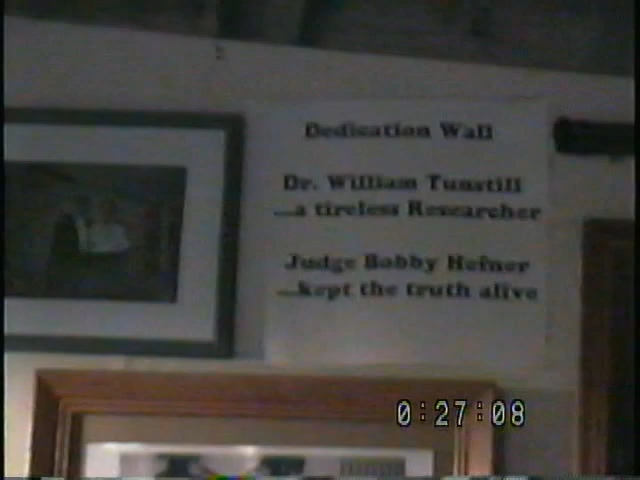 Dedication Wall
Dr. William Tunstill
...a tireless Researcher
Judge Bobby Hefner
...kept the truth alive
0:27:08